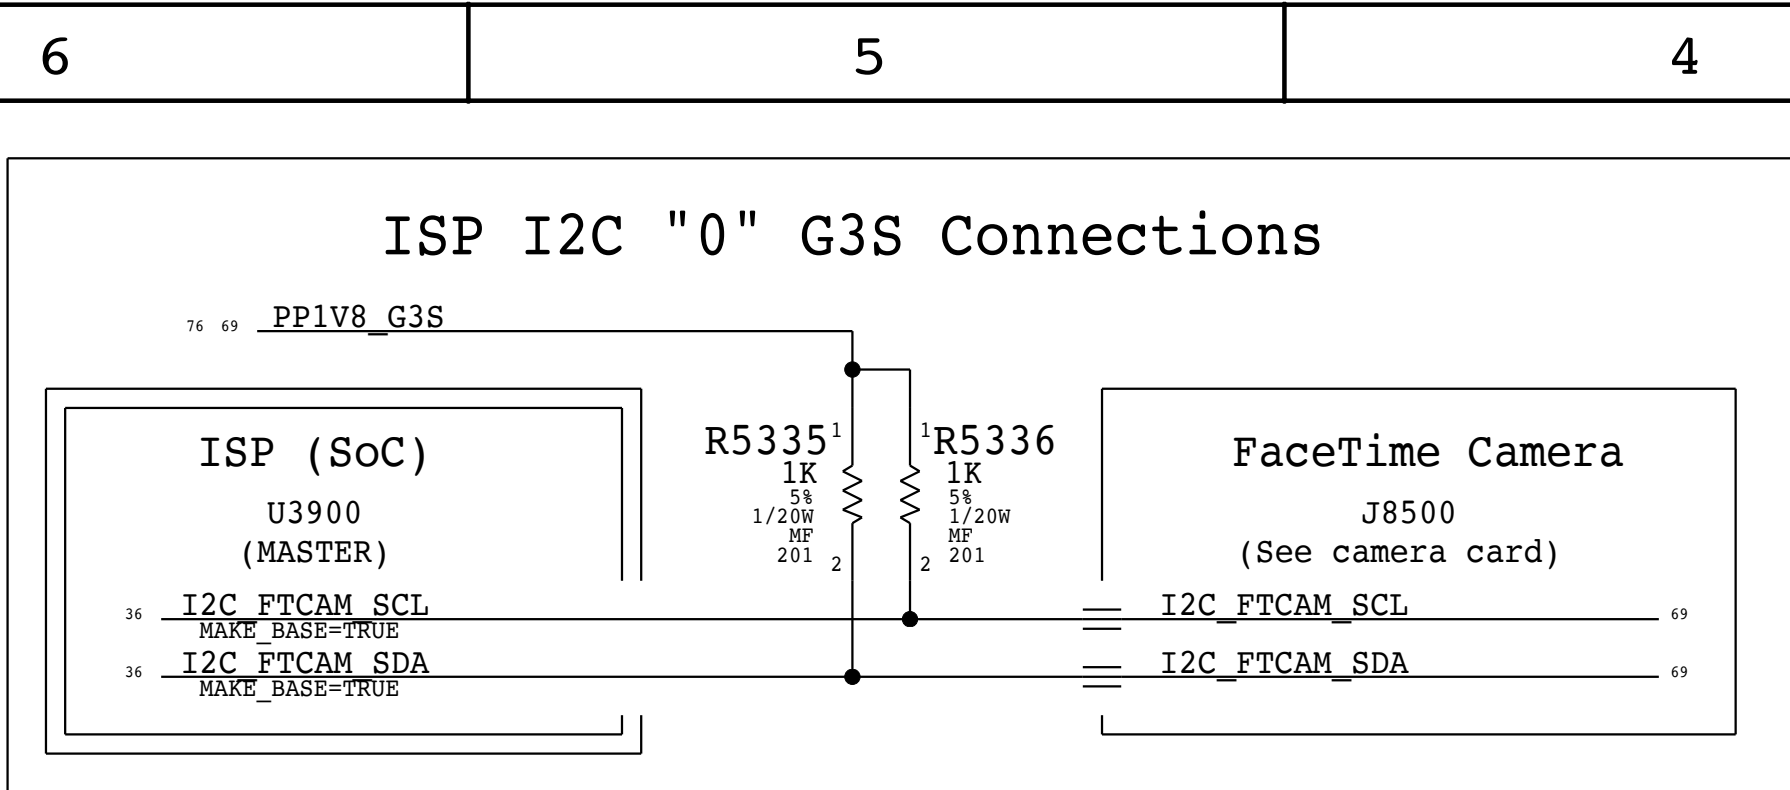 6 5 4
ISP I2C "0" G3S Connections
76 69 PP1V8_G3S
ISP (SoC)
U3900
(MASTER)
R5335 1
1K
5%
1/20W
MF
201
2
1 R5336
1K
5%
1/20W
MF
201
2
FaceTime Camera
J8500
(See camera card)
36 I2C_FTCAM_SCL
MAKE_BASE=TRUE
I2C_FTCAM_SCL 69
36 I2C_FTCAM_SDA
MAKE_BASE=TRUE
I2C_FTCAM_SDA 69